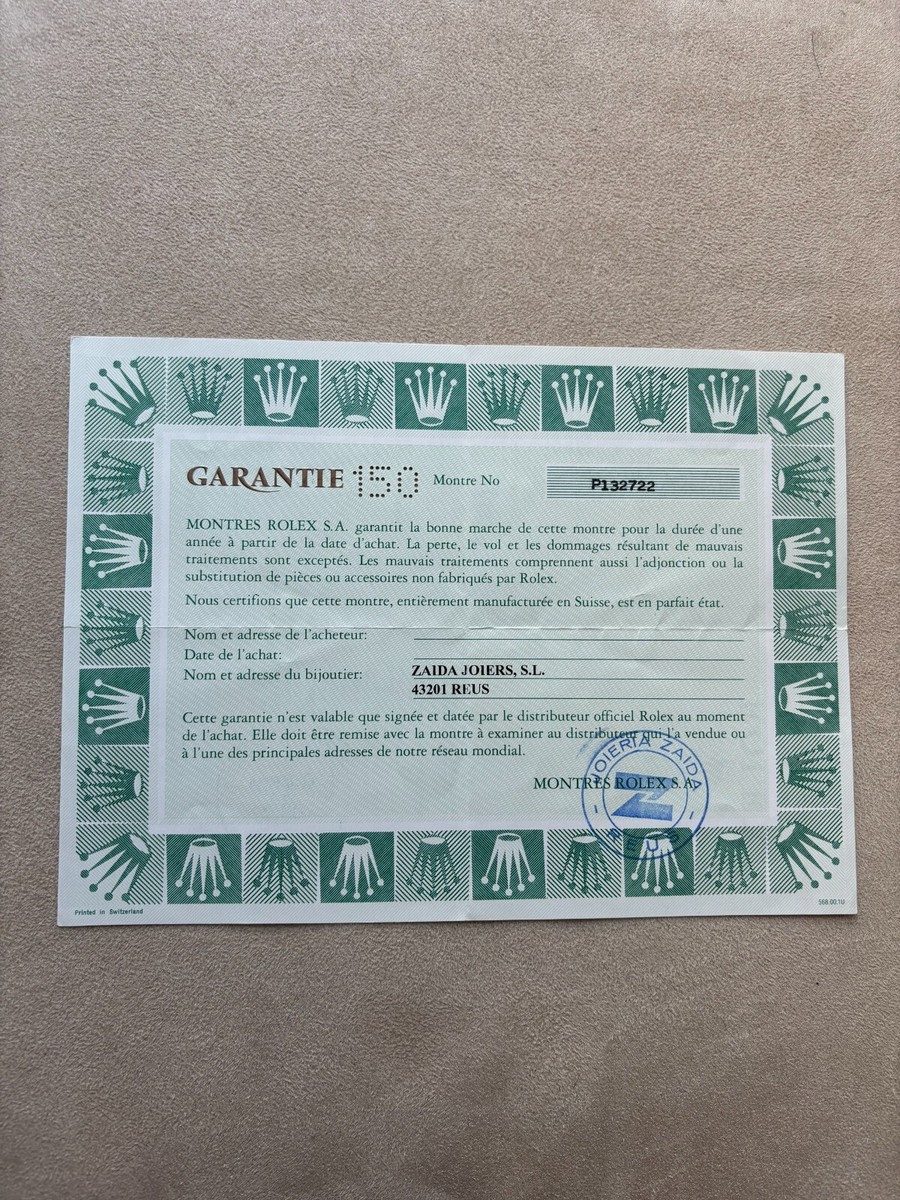 GARANTIE 150 Montre No P132722
MONTRES ROLEX S.A. garantit la bonne marche de cette montre pour la durée d'une
année à partir de la date d'achat. La perte, le vol et les dommages résultant de mauvais
traitements sont exceptés. Les mauvais traitements comprennent aussi l'adjonction ou la
substitution de pièces ou accessoires non fabriqués par Rolex.
Nous certifions que cette montre, entièrement manufacturée en Suisse, est en parfait état.
Nom et adresse de l'acheteur:
Date de l'achat:
Nom et adresse du bijoutier: ZAIDA JOIERS, S.L.
43201 REUS
Cette garantie n'est valable que signée et datée par le distributeur officiel Rolex au moment
de l'achat. Elle doit être remise avec la montre à examiner au distributeur qui l'a vendue ou
à l'une des principales adresses de notre réseau mondial.
MONTRES ROLEX S.A.
JOIERIA ZAIDA
- REUS -
Printed in Switzerland
568.00.1U